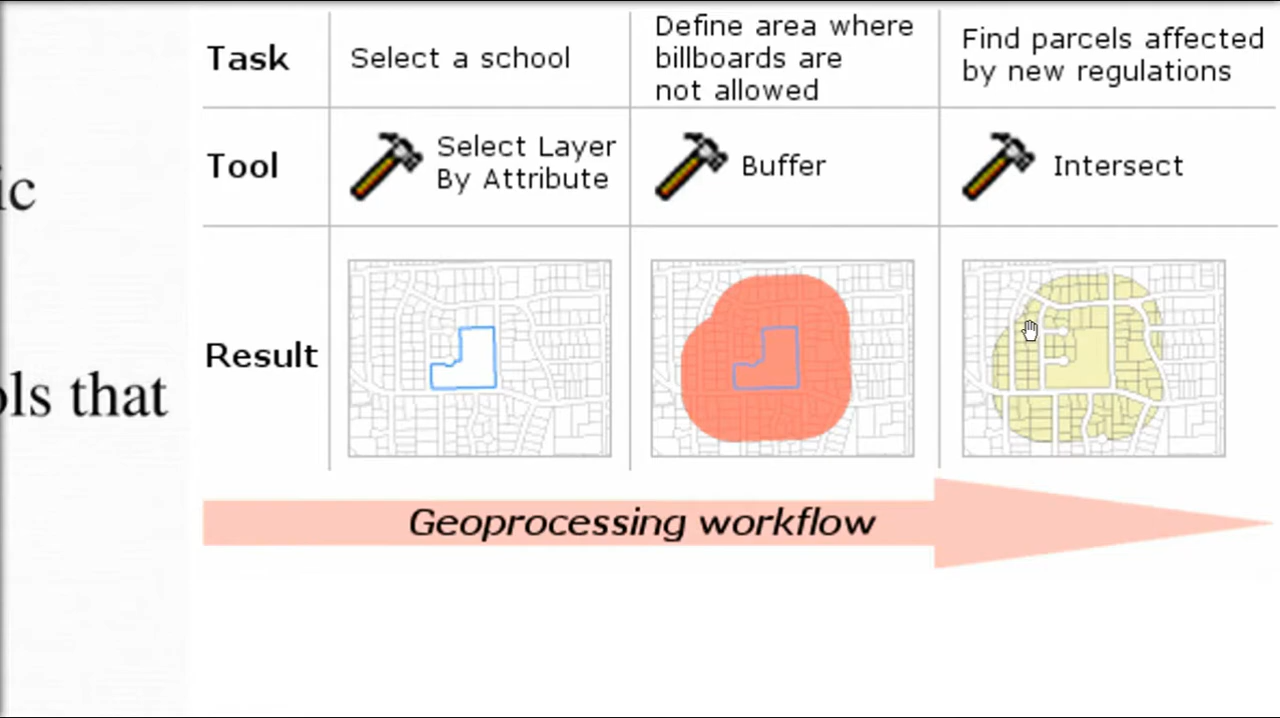 Task
Select a school
Define area where
billboards are
not allowed
Find parcels affected
by new regulations
Tool
Select Layer
By Attribute
Buffer
Intersect
Result
Geoprocessing workflow
ic
ols that